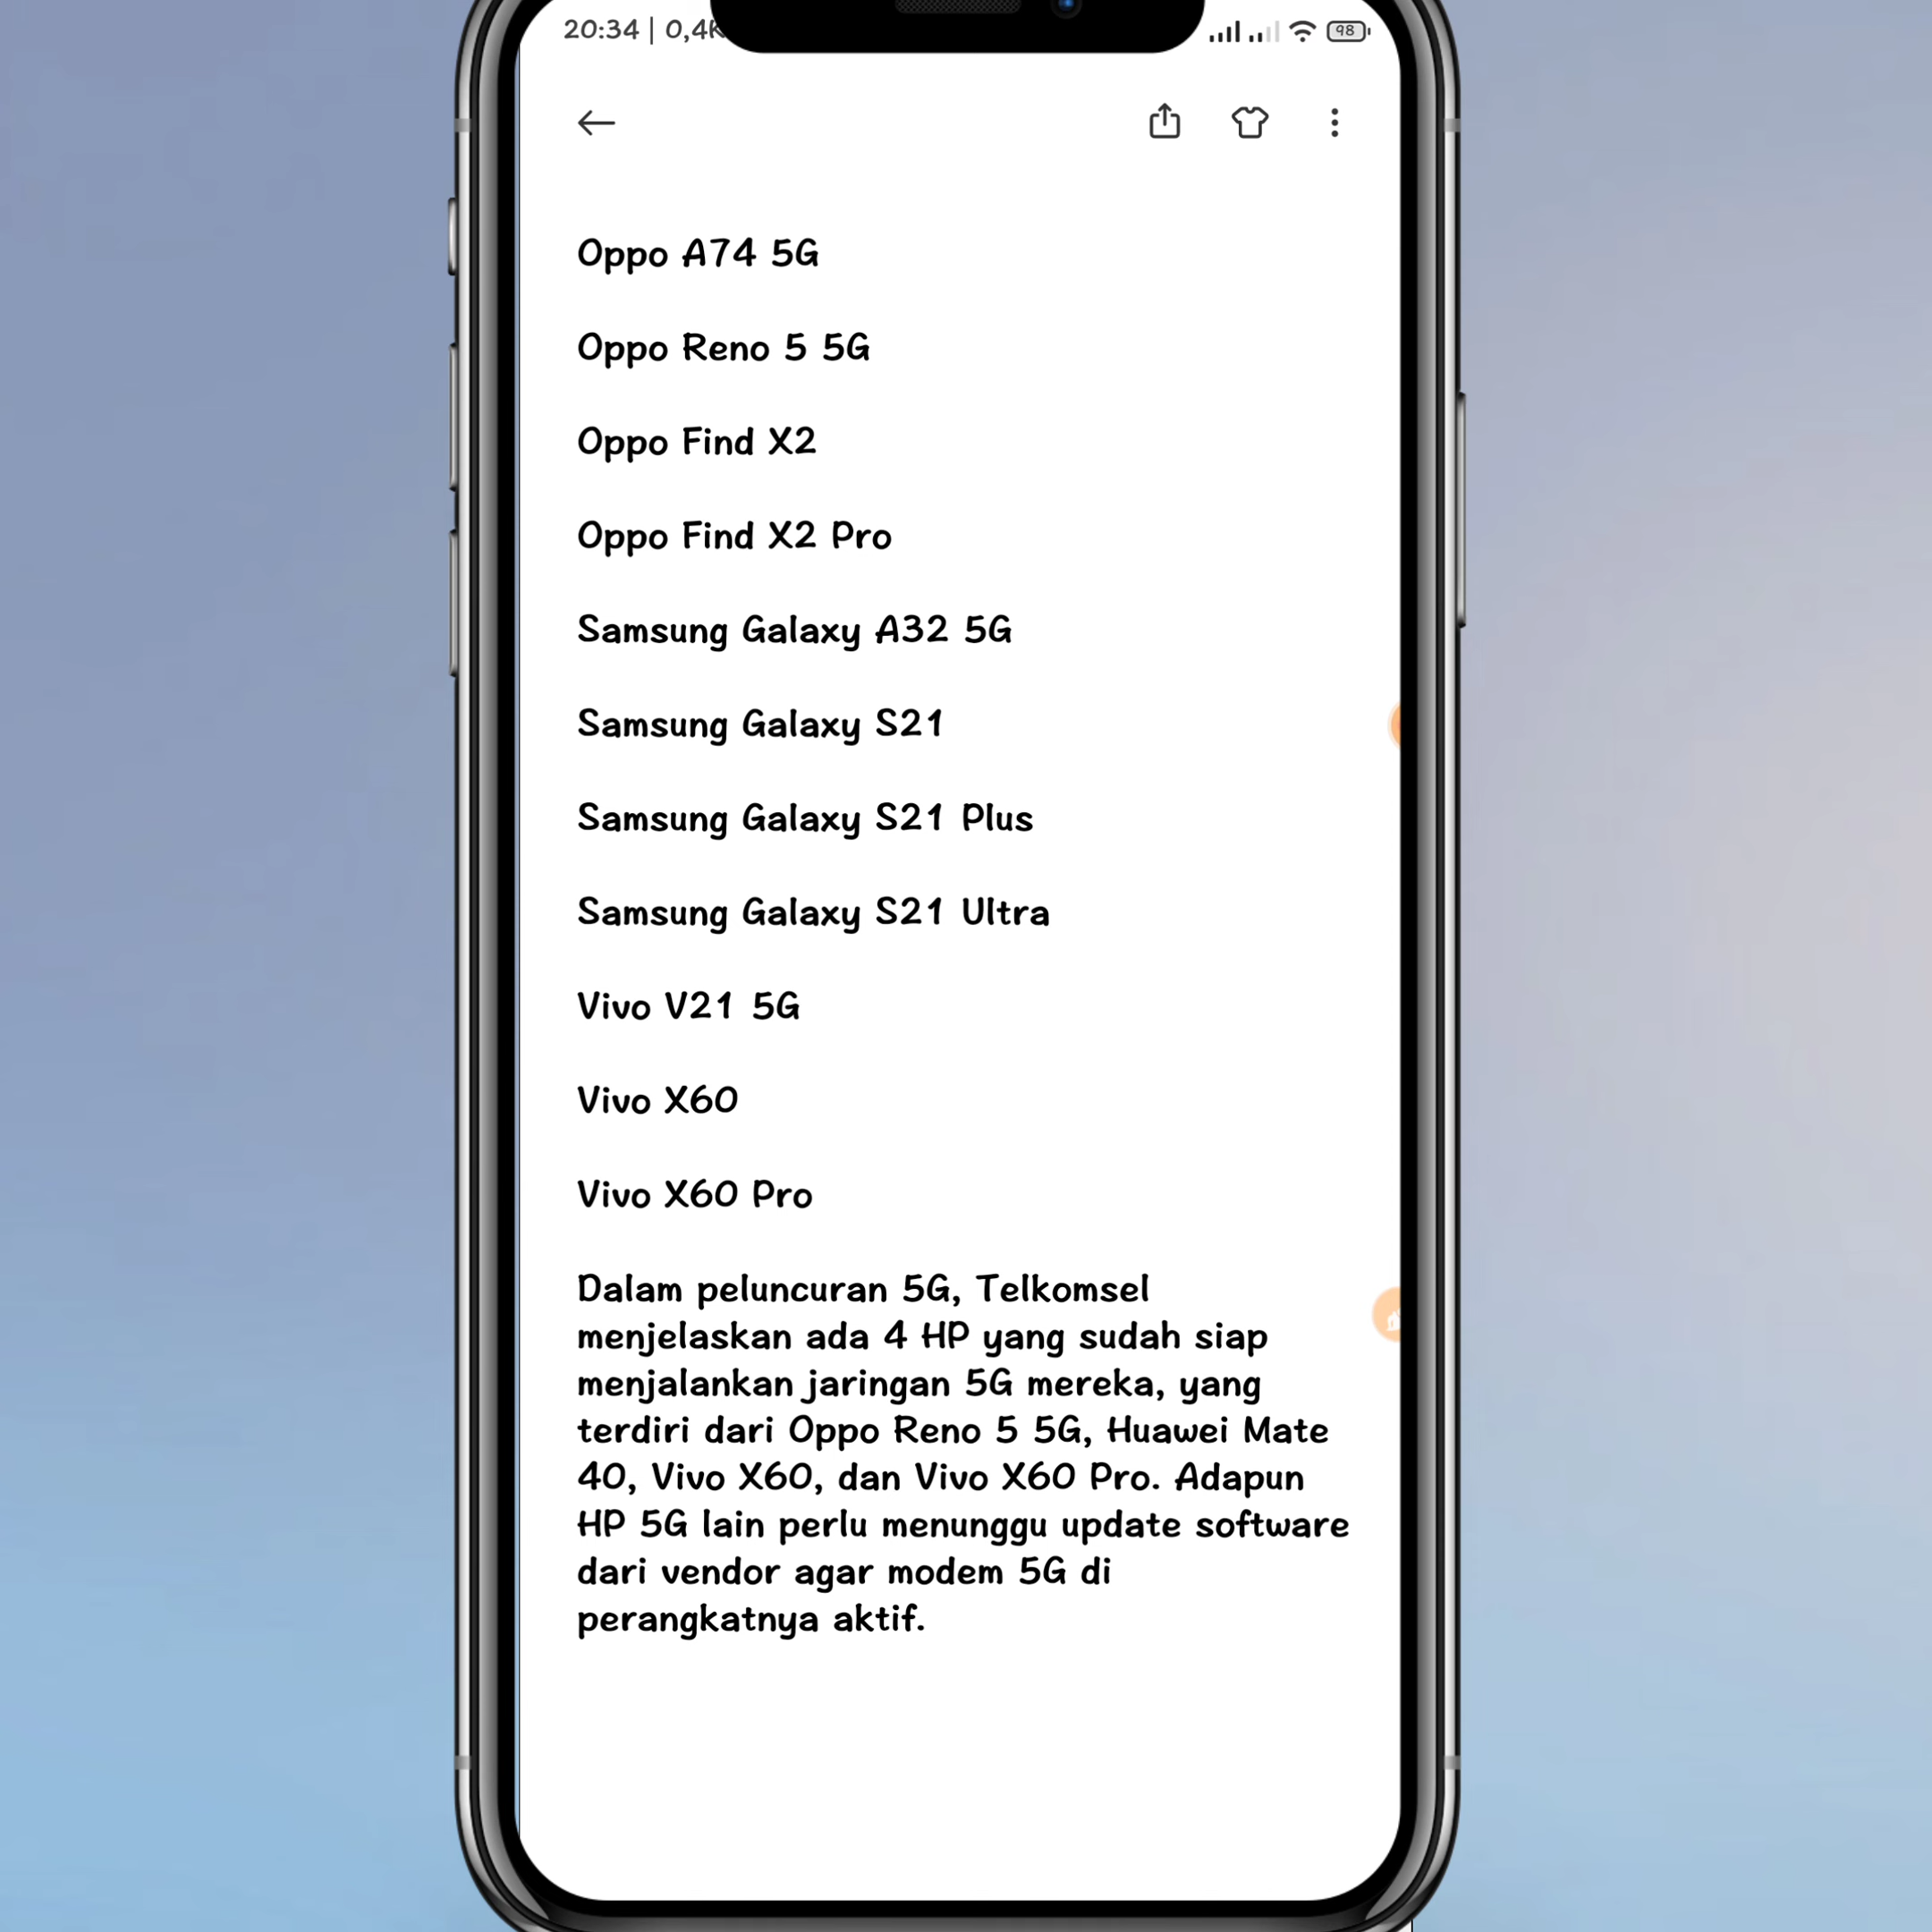 20:34 | 0,4K
98
Oppo A74 5G
Oppo Reno 5 5G
Oppo Find X2
Oppo Find X2 Pro
Samsung Galaxy A32 5G
Samsung Galaxy S21
Samsung Galaxy S21 Plus
Samsung Galaxy S21 Ultra
Vivo V21 5G
Vivo X60
Vivo X60 Pro
Dalam peluncuran 5G, Telkomsel
menjelaskan ada 4 HP yang sudah siap
menjalankan jaringan 5G mereka, yang
terdiri dari Oppo Reno 5 5G, Huawei Mate
40, Vivo X60, dan Vivo X60 Pro. Adapun
HP 5G lain perlu menunggu update software
dari vendor agar modem 5G di
perangkatnya aktif.